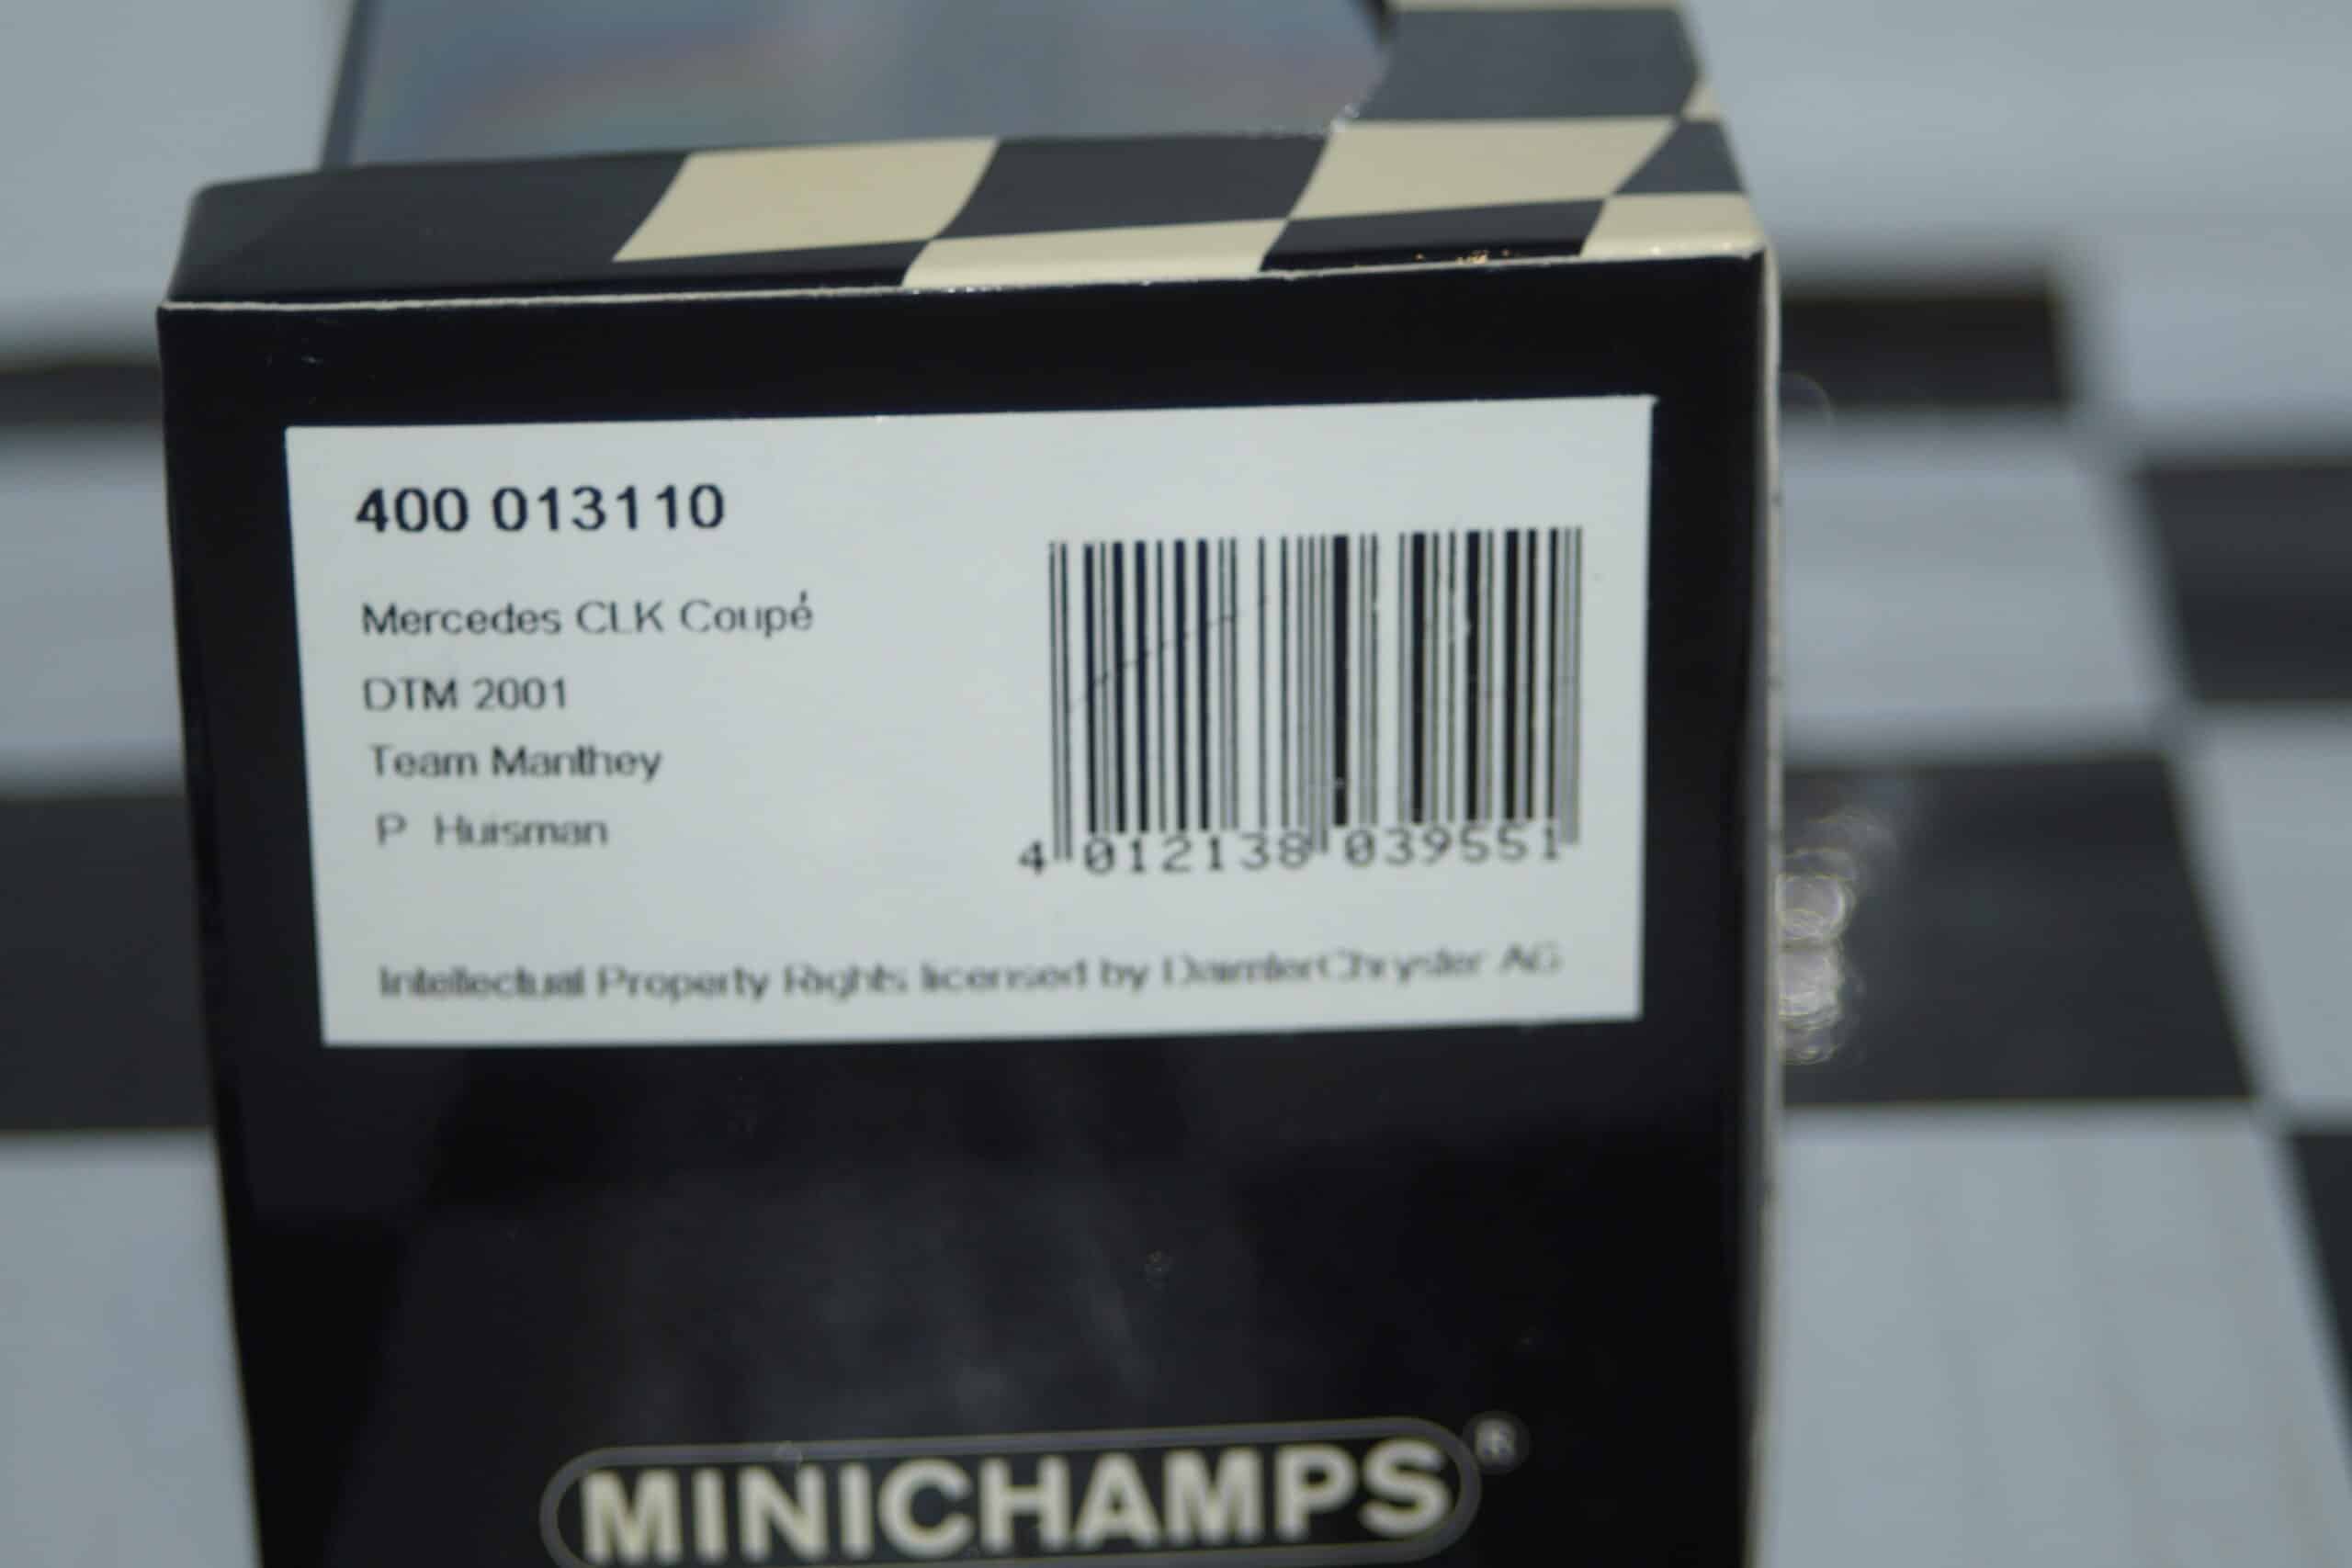 400 013110
Mercedes CLK Coupé
DTM 2001
Team Manthey
P Huisman
4 012138 039551
Intellectual Property Rights licensed by DaimlerChrysler AG
MINICHAMPS®